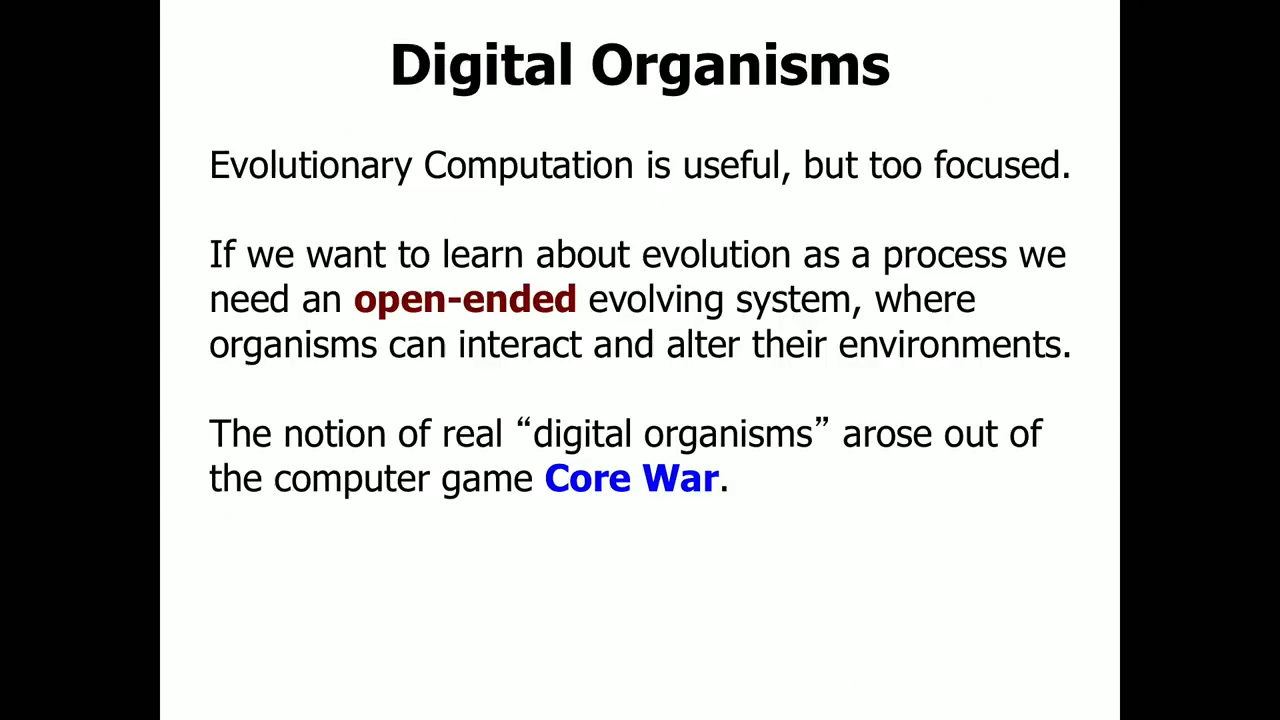 Digital Organisms
Evolutionary Computation is useful, but too focused.
If we want to learn about evolution as a process we
need an open-ended evolving system, where
organisms can interact and alter their environments.
The notion of real “digital organisms” arose out of
the computer game Core War.